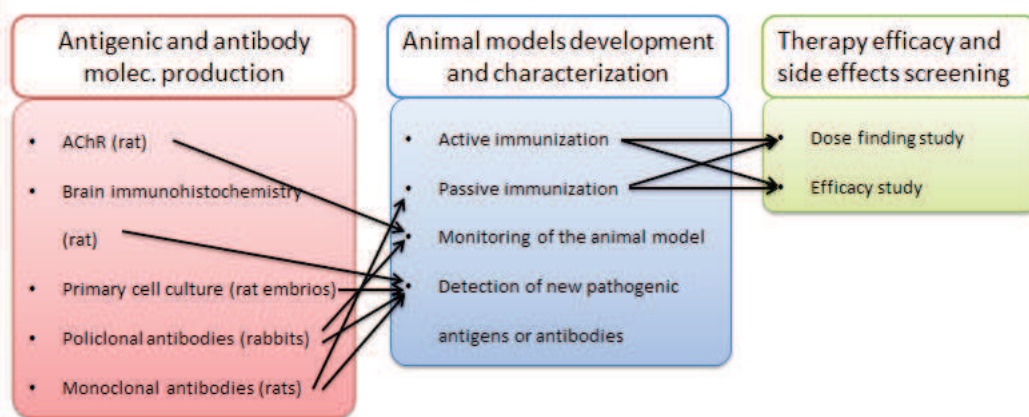 Antigenic and antibody
molec. production
• AChR (rat)
• Brain immunohistochemistry
(rat)
• Primary cell culture (rat embrios)
• Policlonal antibodies (rabbits)
• Monoclonal antibodies (rats)
Animal models development
and characterization
• Active immunization
• Passive immunization
• Monitoring of the animal model
• Detection of new pathogenic
antigens or antibodies
Therapy efficacy and
side effects screening
• Dose finding study
• Efficacy study